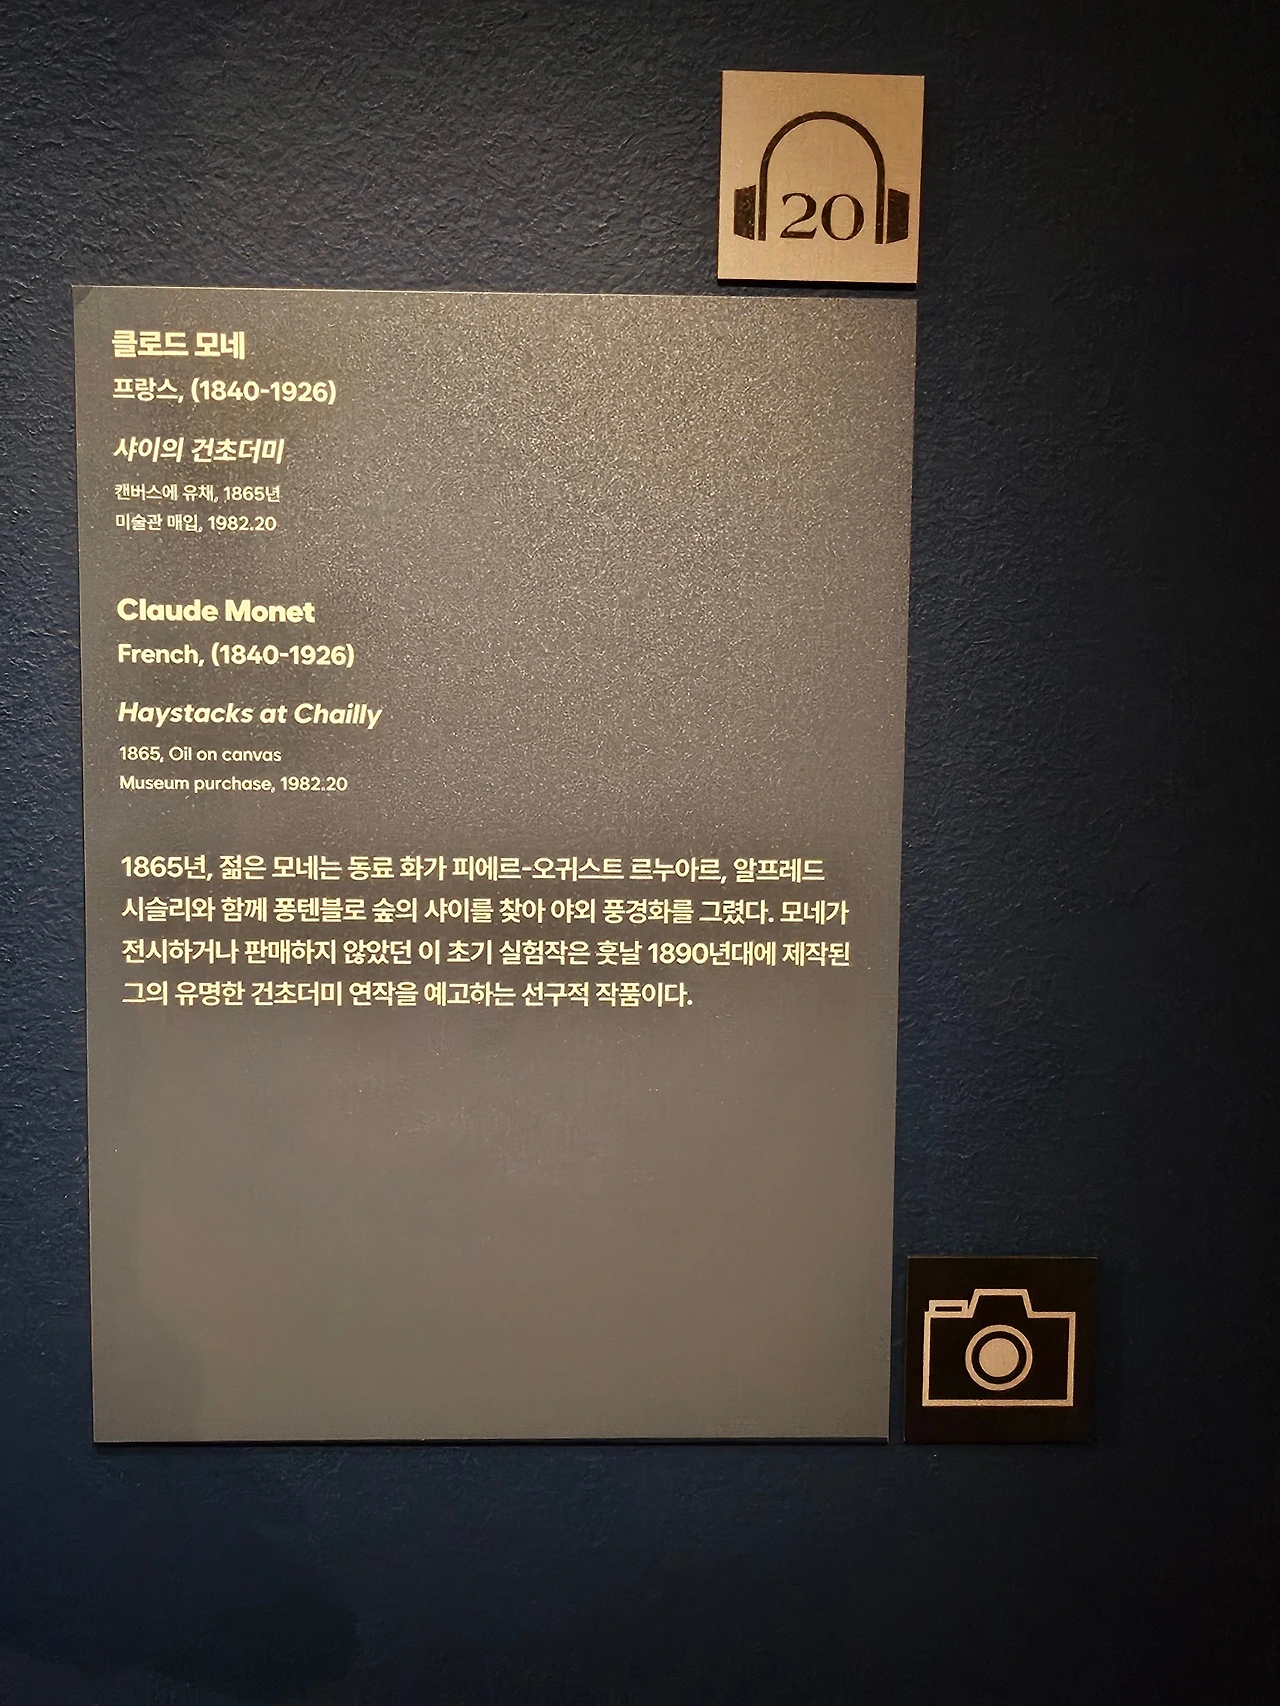 20
클로드 모네
프랑스, (1840-1926)
샤이의 건초더미
캔버스에 유채, 1865년
미술관 매입, 1982.20
Claude Monet
French, (1840-1926)
Haystacks at Chailly
1865, Oil on canvas
Museum purchase, 1982.20
1865년, 젊은 모네는 동료 화가 피에르-오귀스트 르누아르, 알프레드
시슬리와 함께 퐁텐블로 숲의 샤이를 찾아 야외 풍경화를 그렸다. 모네가
전시하거나 판매하지 않았던 이 초기 실험작은 훗날 1890년대에 제작된
그의 유명한 건초더미 연작을 예고하는 선구적 작품이다.